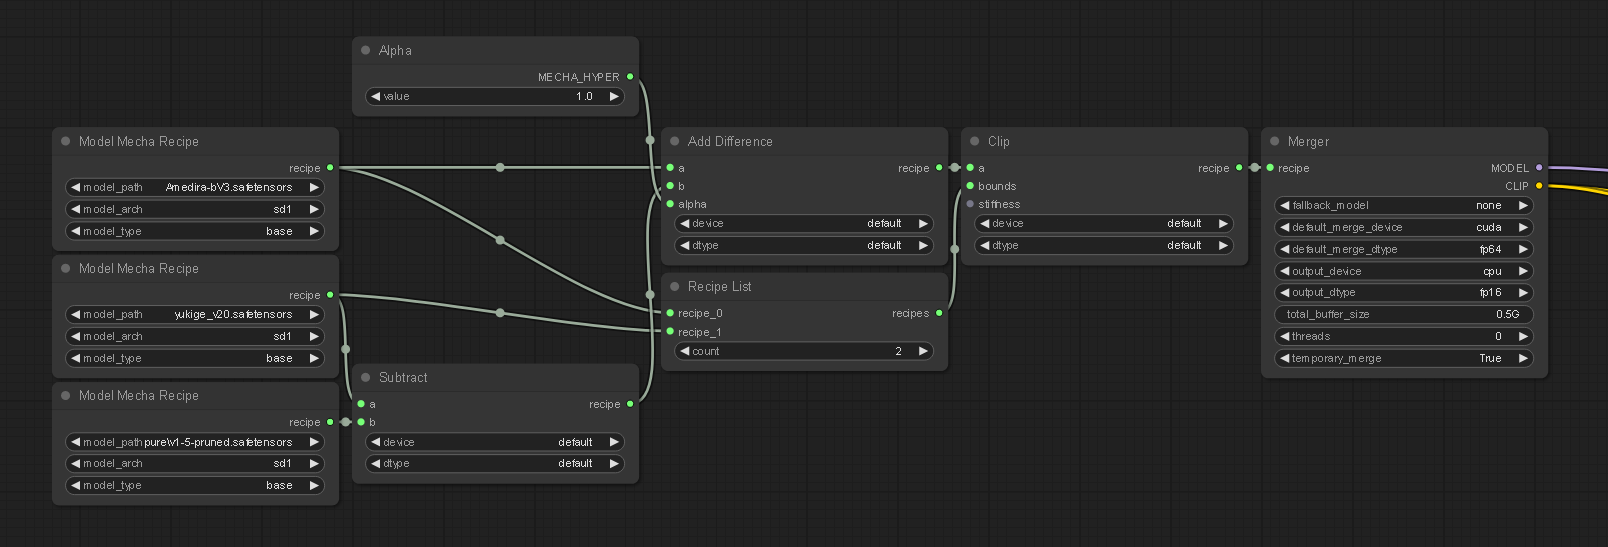 Alpha
MECHA_HYPER
value 1.0
Model Mecha Recipe
recipe
model_path Amedira-bV3.safetensors
model_arch sd1
model_type base
Model Mecha Recipe
recipe
model_path yukige_v20.safetensors
model_arch sd1
model_type base
Model Mecha Recipe
recipe
model_path pure\v1-5-pruned.safetensors
model_arch sd1
model_type base
Subtract
a recipe
b
device default
dtype default
Add Difference
a recipe
b
alpha
device default
dtype default
Recipe List
recipe_0 recipes
recipe_1
count 2
Clip
a recipe
bounds
stiffness
device default
dtype default
Merger
recipe MODEL
CLIP
fallback_model none
default_merge_device cuda
default_merge_dtype fp64
output_device cpu
output_dtype fp16
total_buffer_size 0.5G
threads 0
temporary_merge True